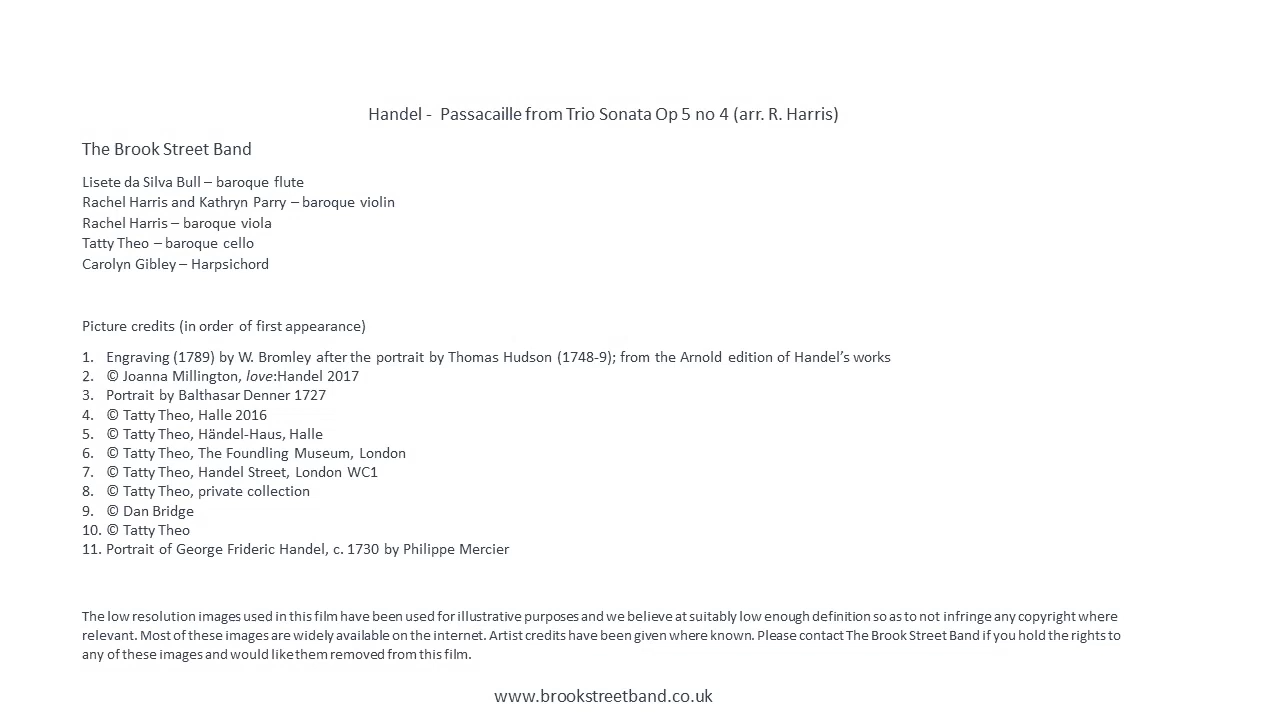 Handel - Passacaille from Trio Sonata Op 5 no 4 (arr. R. Harris)
The Brook Street Band
Lisete da Silva Bull – baroque flute
Rachel Harris and Kathryn Parry – baroque violin
Rachel Harris – baroque viola
Tatty Theo – baroque cello
Carolyn Gibley – Harpsichord
Picture credits (in order of first appearance)
1. Engraving (1789) by W. Bromley after the portrait by Thomas Hudson (1748-9); from the Arnold edition of Handel’s works
2. © Joanna Millington, love:Handel 2017
3. Portrait by Balthasar Denner 1727
4. © Tatty Theo, Halle 2016
5. © Tatty Theo, Händel-Haus, Halle
6. © Tatty Theo, The Foundling Museum, London
7. © Tatty Theo, Handel Street, London WC1
8. © Tatty Theo, private collection
9. © Dan Bridge
10. © Tatty Theo
11. Portrait of George Frideric Handel, c. 1730 by Philippe Mercier
The low resolution images used in this film have been used for illustrative purposes and we believe at suitably low enough definition so as to not infringe any copyright where
relevant. Most of these images are widely available on the internet. Artist credits have been given where known. Please contact The Brook Street Band if you hold the rights to
any of these images and would like them removed from this film.
www.brookstreetband.co.uk